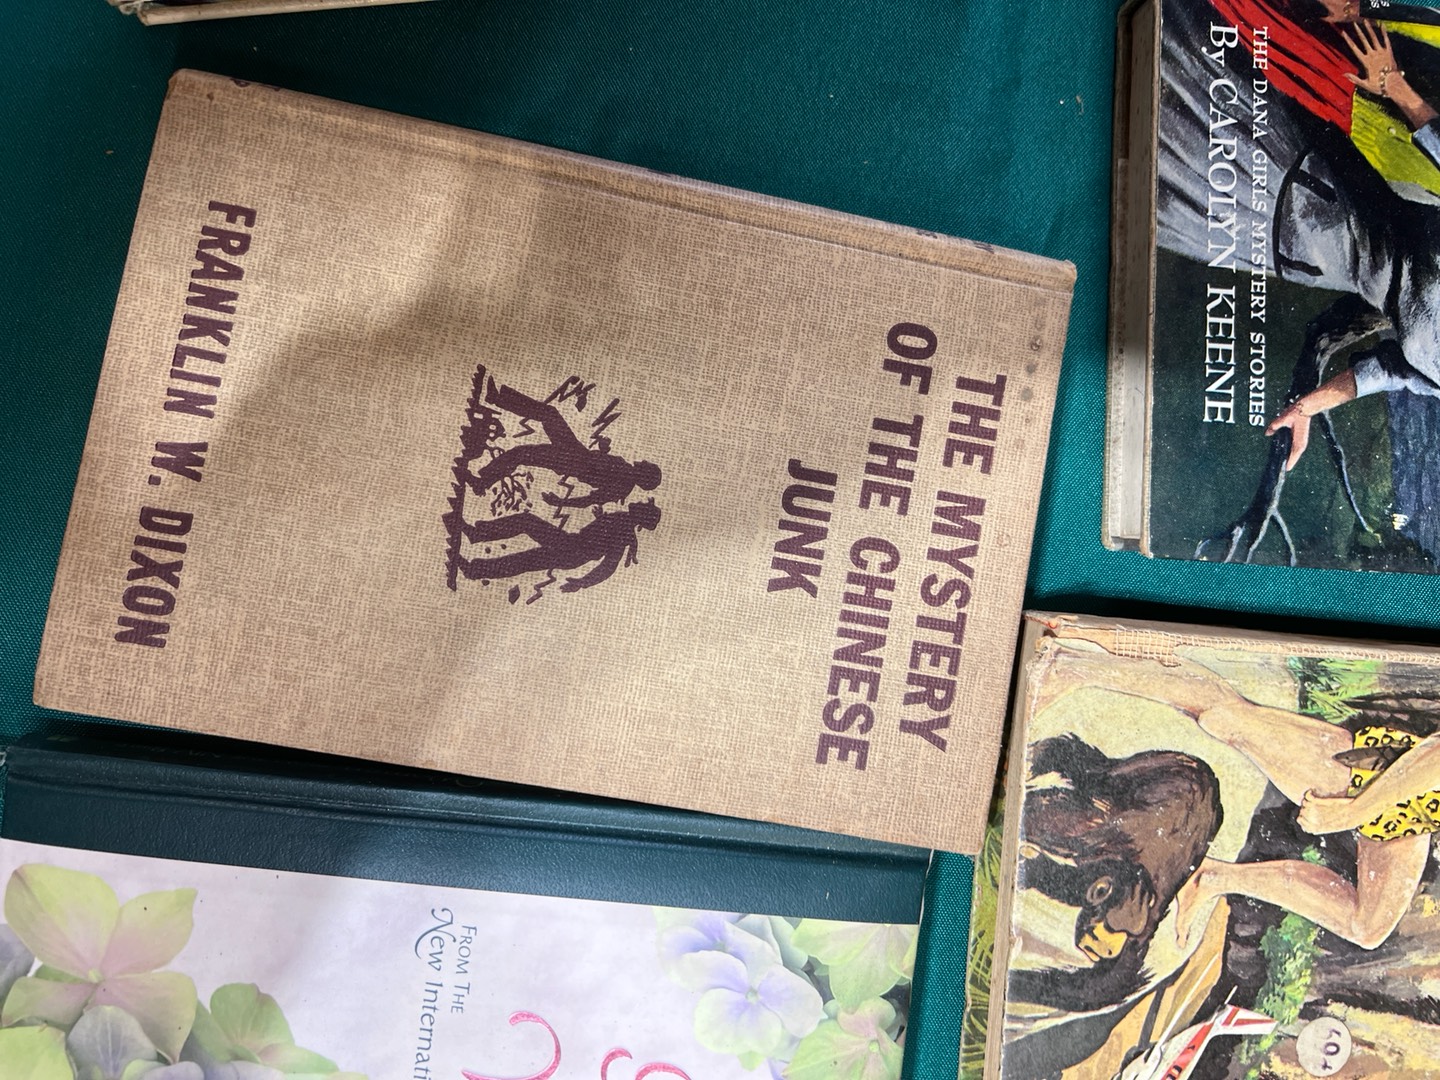 THE MYSTERY
OF THE CHINESE
JUNK
FRANKLIN W. DIXON
THE DANA GIRLS MYSTERY STORIES
By CAROLYN KEENE
FROM THE
New Internati
59¢